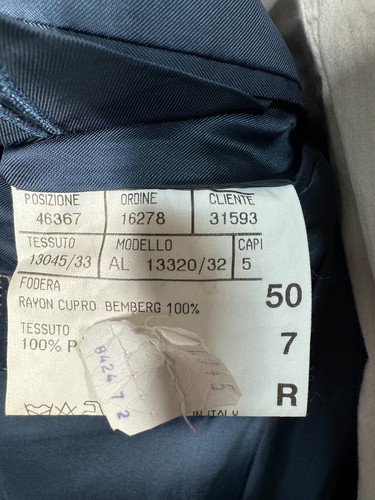 POSIZIONE ORDINE CLIENTE
46367 16278 31593
TESSUTO MODELLO CAPI
13045/33 AL 13320/32 5
FODERA
RAYON CUPRO BEMBERG 100%
50
TESSUTO
100% P
7
8424 7 2
R
IN ITALY